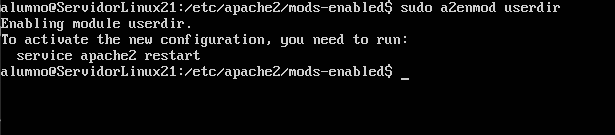 alumno@ServidorLinux21:/etc/apache2/mods-enabled$ sudo a2enmod userdir
Enabling module userdir.
To activate the new configuration, you need to run:
  service apache2 restart
alumno@ServidorLinux21:/etc/apache2/mods-enabled$ _